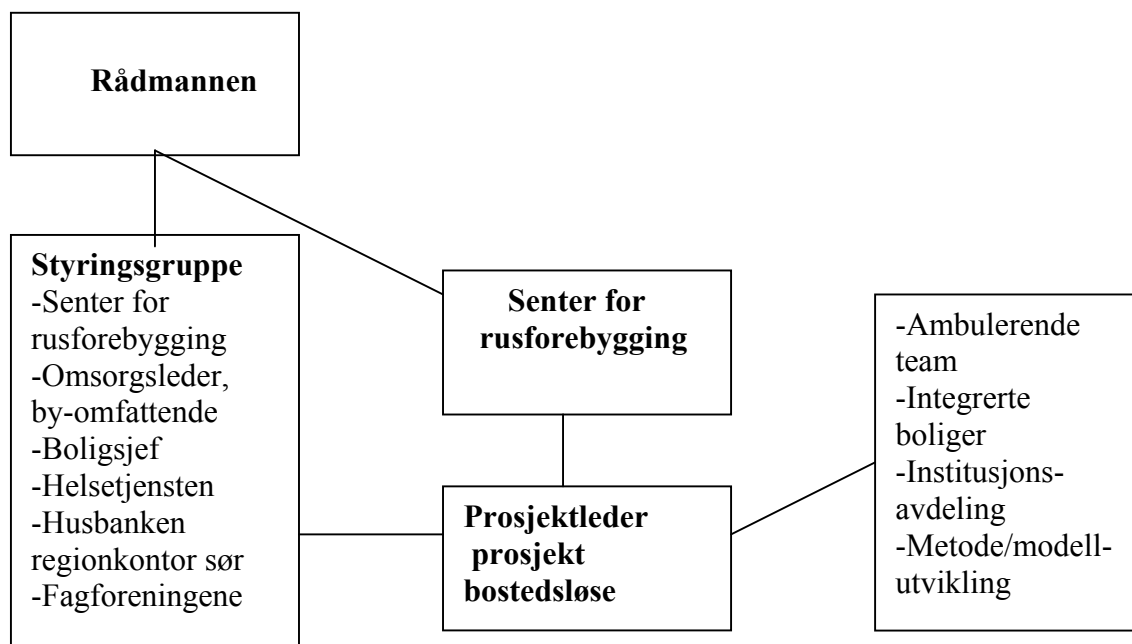 Rådmannen
Styringsgruppe
-Senter for
rusforebygging
-Omsorgsleder,
by-omfattende
-Boligsjef
-Helsetjensten
-Husbanken
regionkontor sør
-Fagforeningene
Senter for
rusforebygging
Prosjektleder
prosjekt
bostedsløse
-Ambulerende
team
-Integrerte
boliger
-Institusjons-
avdeling
-Metode/modell-
utvikling